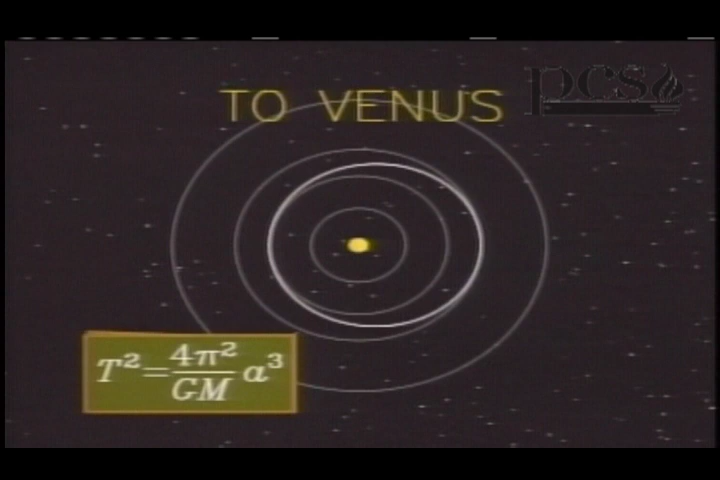 TO VENUS
pcs
T² = 4π²/GM a³